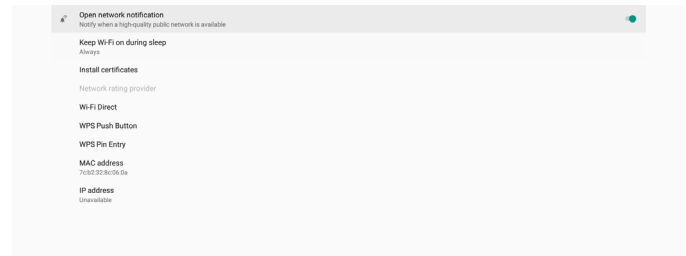 Open network notification
Notify when a high-quality public network is available
Keep Wi-Fi on during sleep
Always
Install certificates
Network rating provider
Wi-Fi Direct
WPS Push Button
WPS Pin Entry
MAC address
7c:b2:32:8c:06:0a
IP address
Unavailable